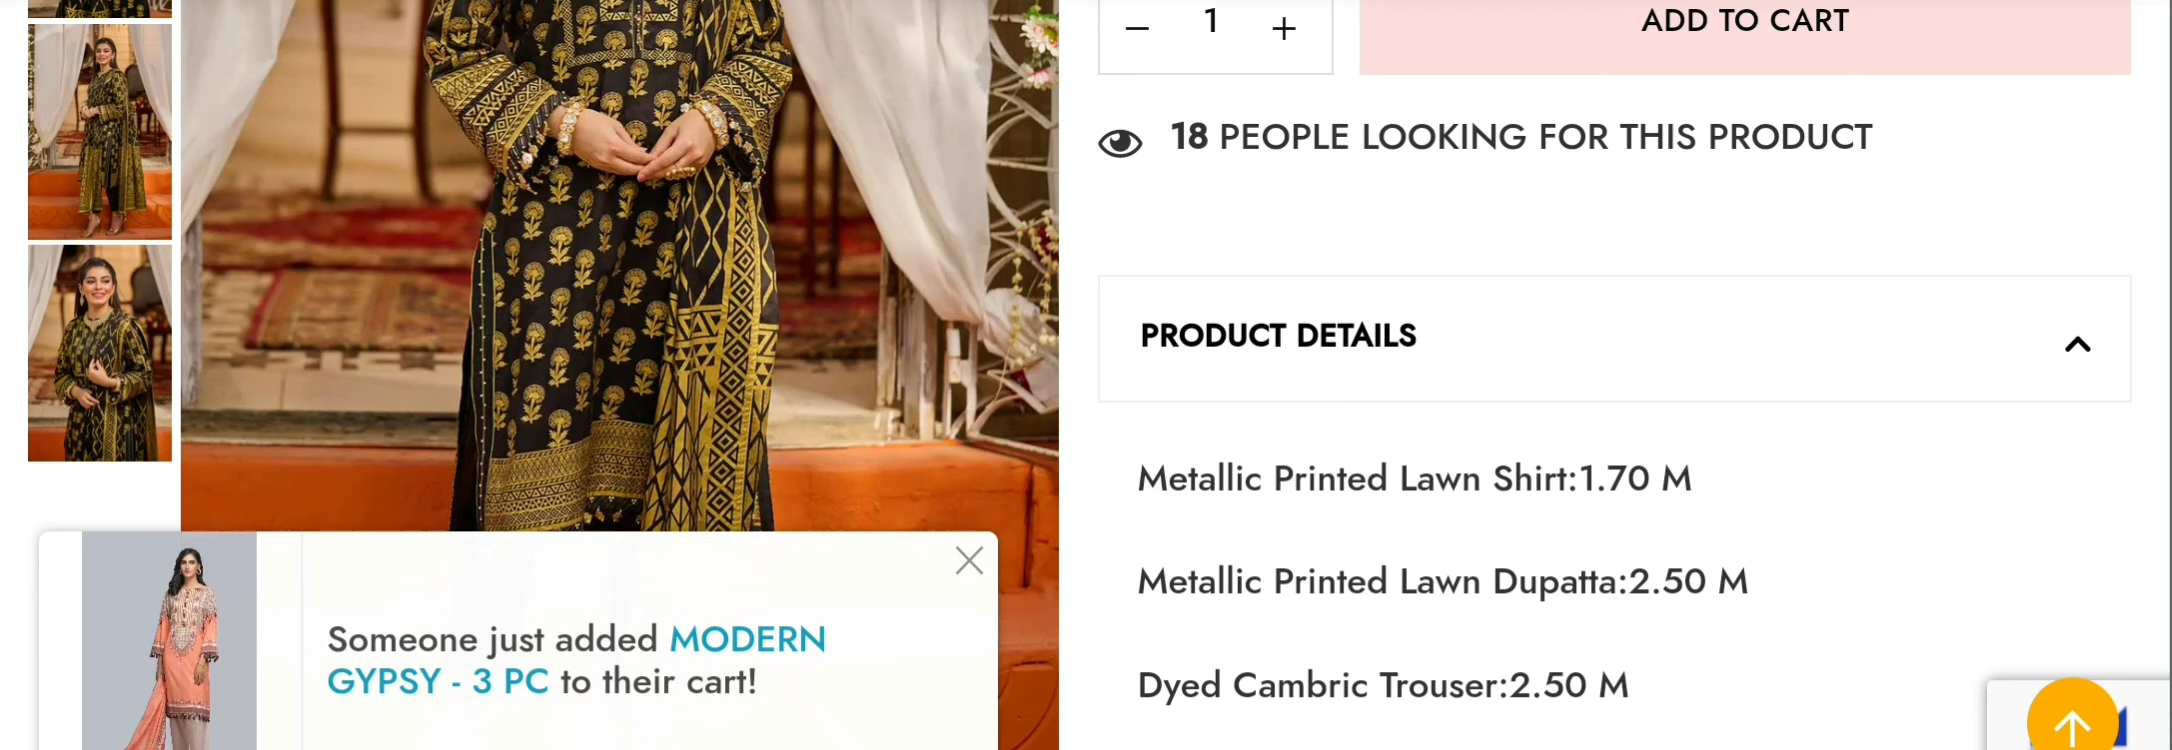 1
ADD TO CART
18 PEOPLE LOOKING FOR THIS PRODUCT
PRODUCT DETAILS
Metallic Printed Lawn Shirt:1.70 M
Metallic Printed Lawn Dupatta:2.50 M
Dyed Cambric Trouser:2.50 M
Someone just added MODERN
GYPSY - 3 PC to their cart!